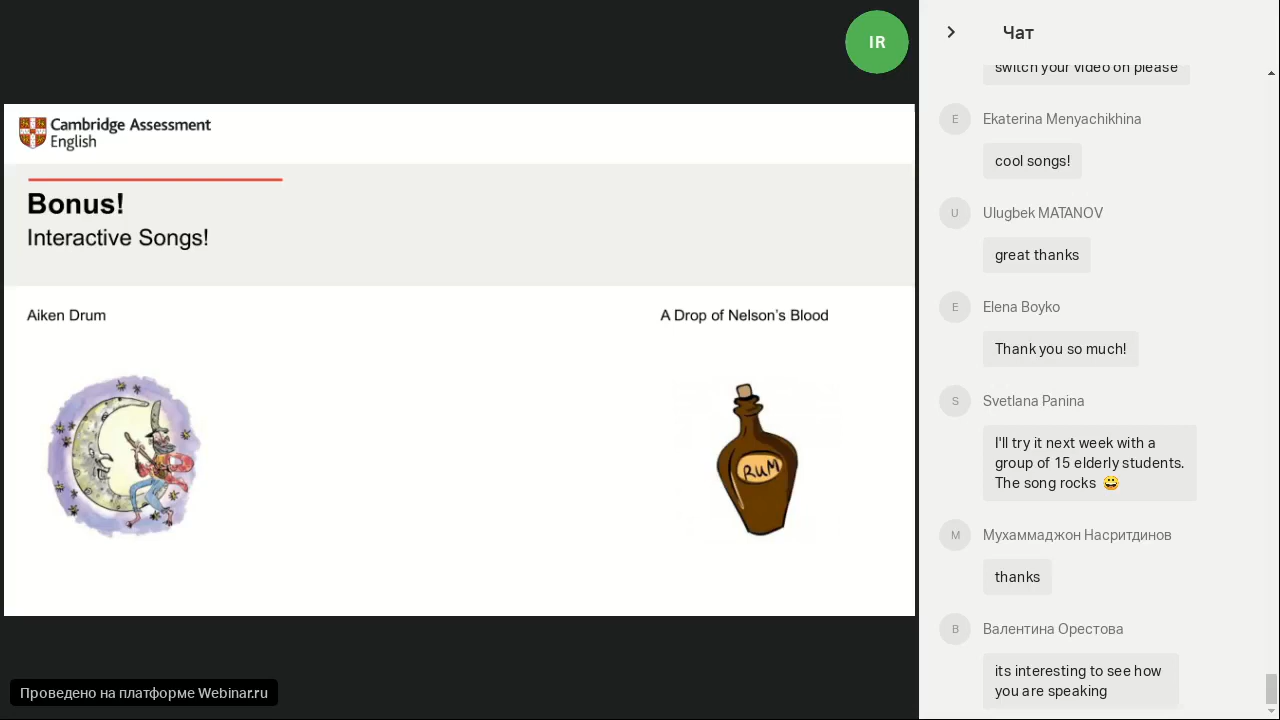 IR
Cambridge Assessment
English
Bonus!
Interactive Songs!
Aiken Drum
A Drop of Nelson's Blood
RUM
Проведено на платформе Webinar.ru
Чат
switch your video on please
E
Ekaterina Menyachikhina
cool songs!
U
Ulugbek MATANOV
great thanks
E
Elena Boyko
Thank you so much!
S
Svetlana Panina
I'll try it next week with a
group of 15 elderly students.
The song rocks 😀
М
Мухаммаджон Насритдинов
thanks
В
Валентина Орестова
its interesting to see how
you are speaking